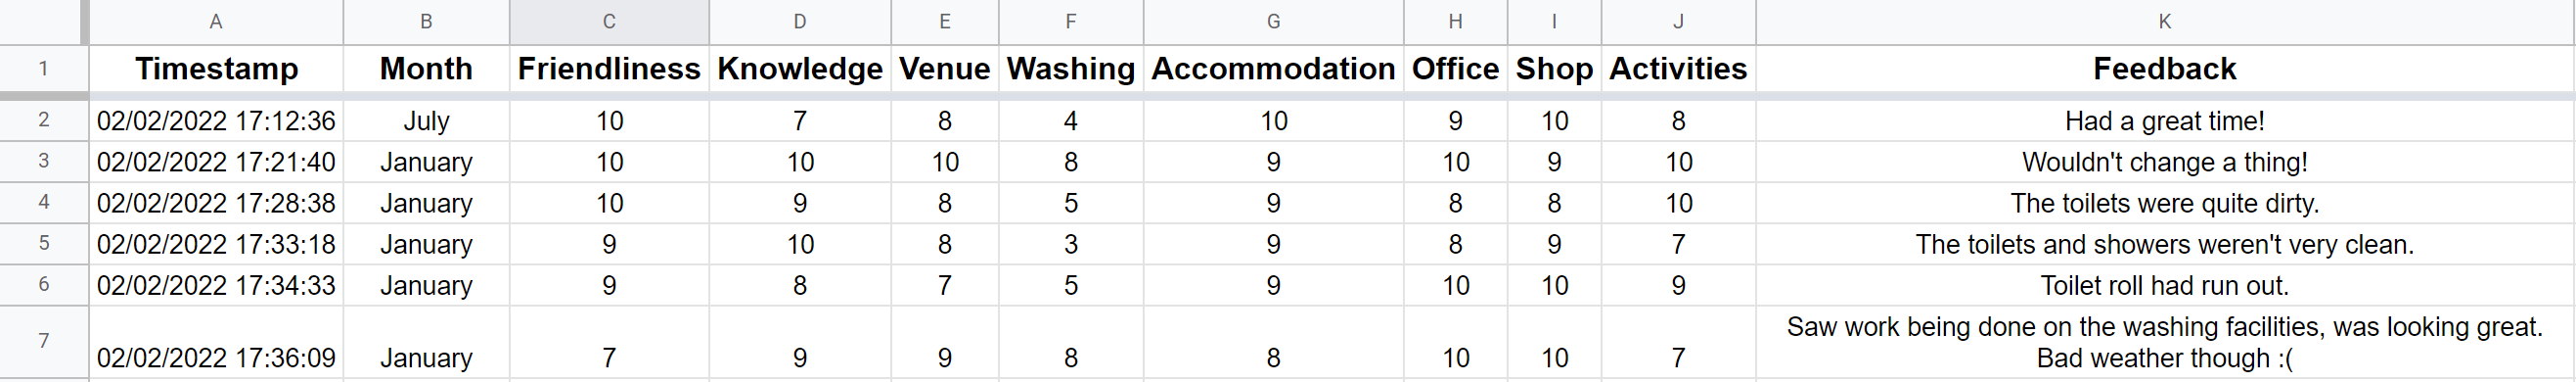 A B C D E F G H I J K
1 Timestamp Month Friendliness Knowledge Venue Washing Accommodation Office Shop Activities Feedback
2 02/02/2022 17:12:36 July 10 7 8 4 10 9 10 8 Had a great time!
3 02/02/2022 17:21:40 January 10 10 10 8 9 10 9 10 Wouldn't change a thing!
4 02/02/2022 17:28:38 January 10 9 8 5 9 8 8 10 The toilets were quite dirty.
5 02/02/2022 17:33:18 January 9 10 8 3 9 8 9 7 The toilets and showers weren't very clean.
6 02/02/2022 17:34:33 January 9 8 7 5 9 10 10 9 Toilet roll had run out.
Saw work being done on the washing facilities, was looking great.
7 02/02/2022 17:36:09 January 7 9 9 8 8 10 10 7 Bad weather though :(